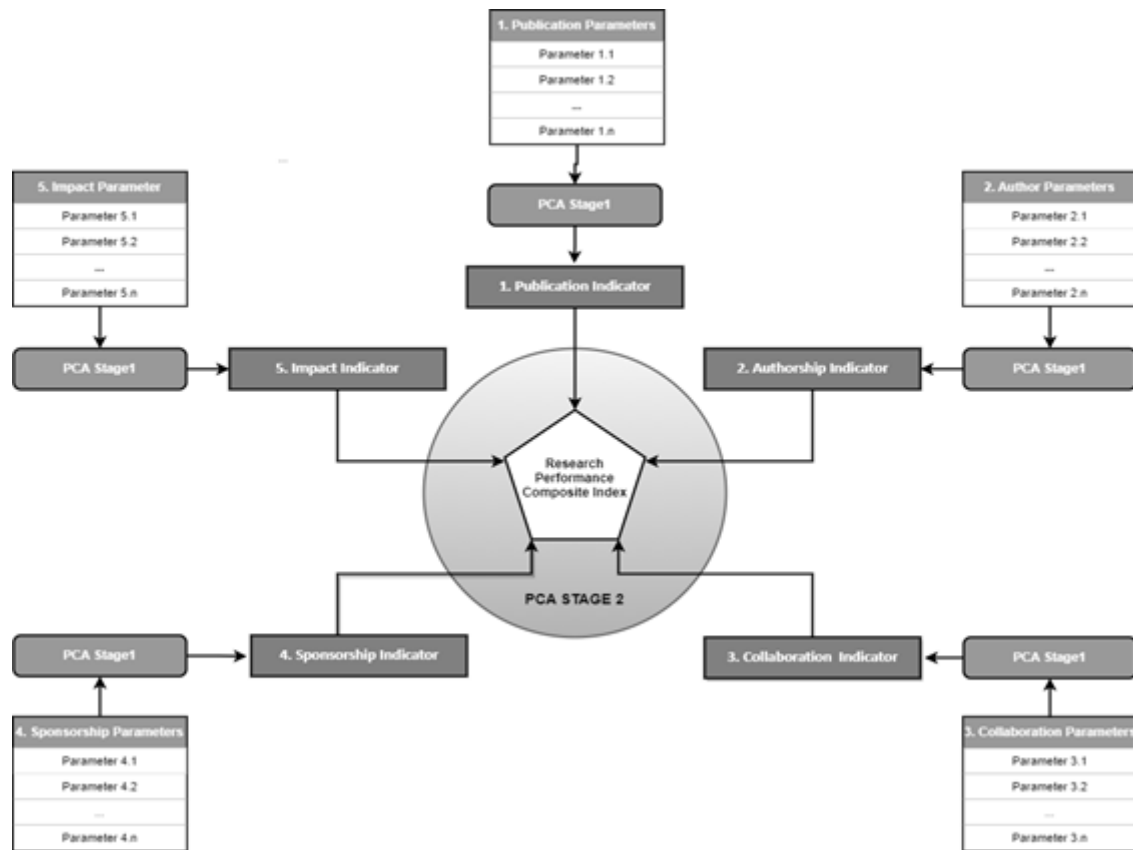 1. Publication Parameters
Parameter 1.1
Parameter 1.2
...
Parameter 1.n
PCA Stage1
1. Publication Indicator
2. Author Parameters
Parameter 2.1
Parameter 2.2
...
Parameter 2.n
PCA Stage1
2. Authorship Indicator
3. Collaboration Parameters
Parameter 3.1
Parameter 3.2
...
Parameter 3.n
PCA Stage1
3. Collaboration Indicator
4. Sponsorship Parameters
Parameter 4.1
Parameter 4.2
...
Parameter 4.n
PCA Stage1
4. Sponsorship Indicator
5. Impact Parameter
Parameter 5.1
Parameter 5.2
...
Parameter 5.n
PCA Stage1
5. Impact Indicator
...
Research
Performance
Composite Index
PCA STAGE 2